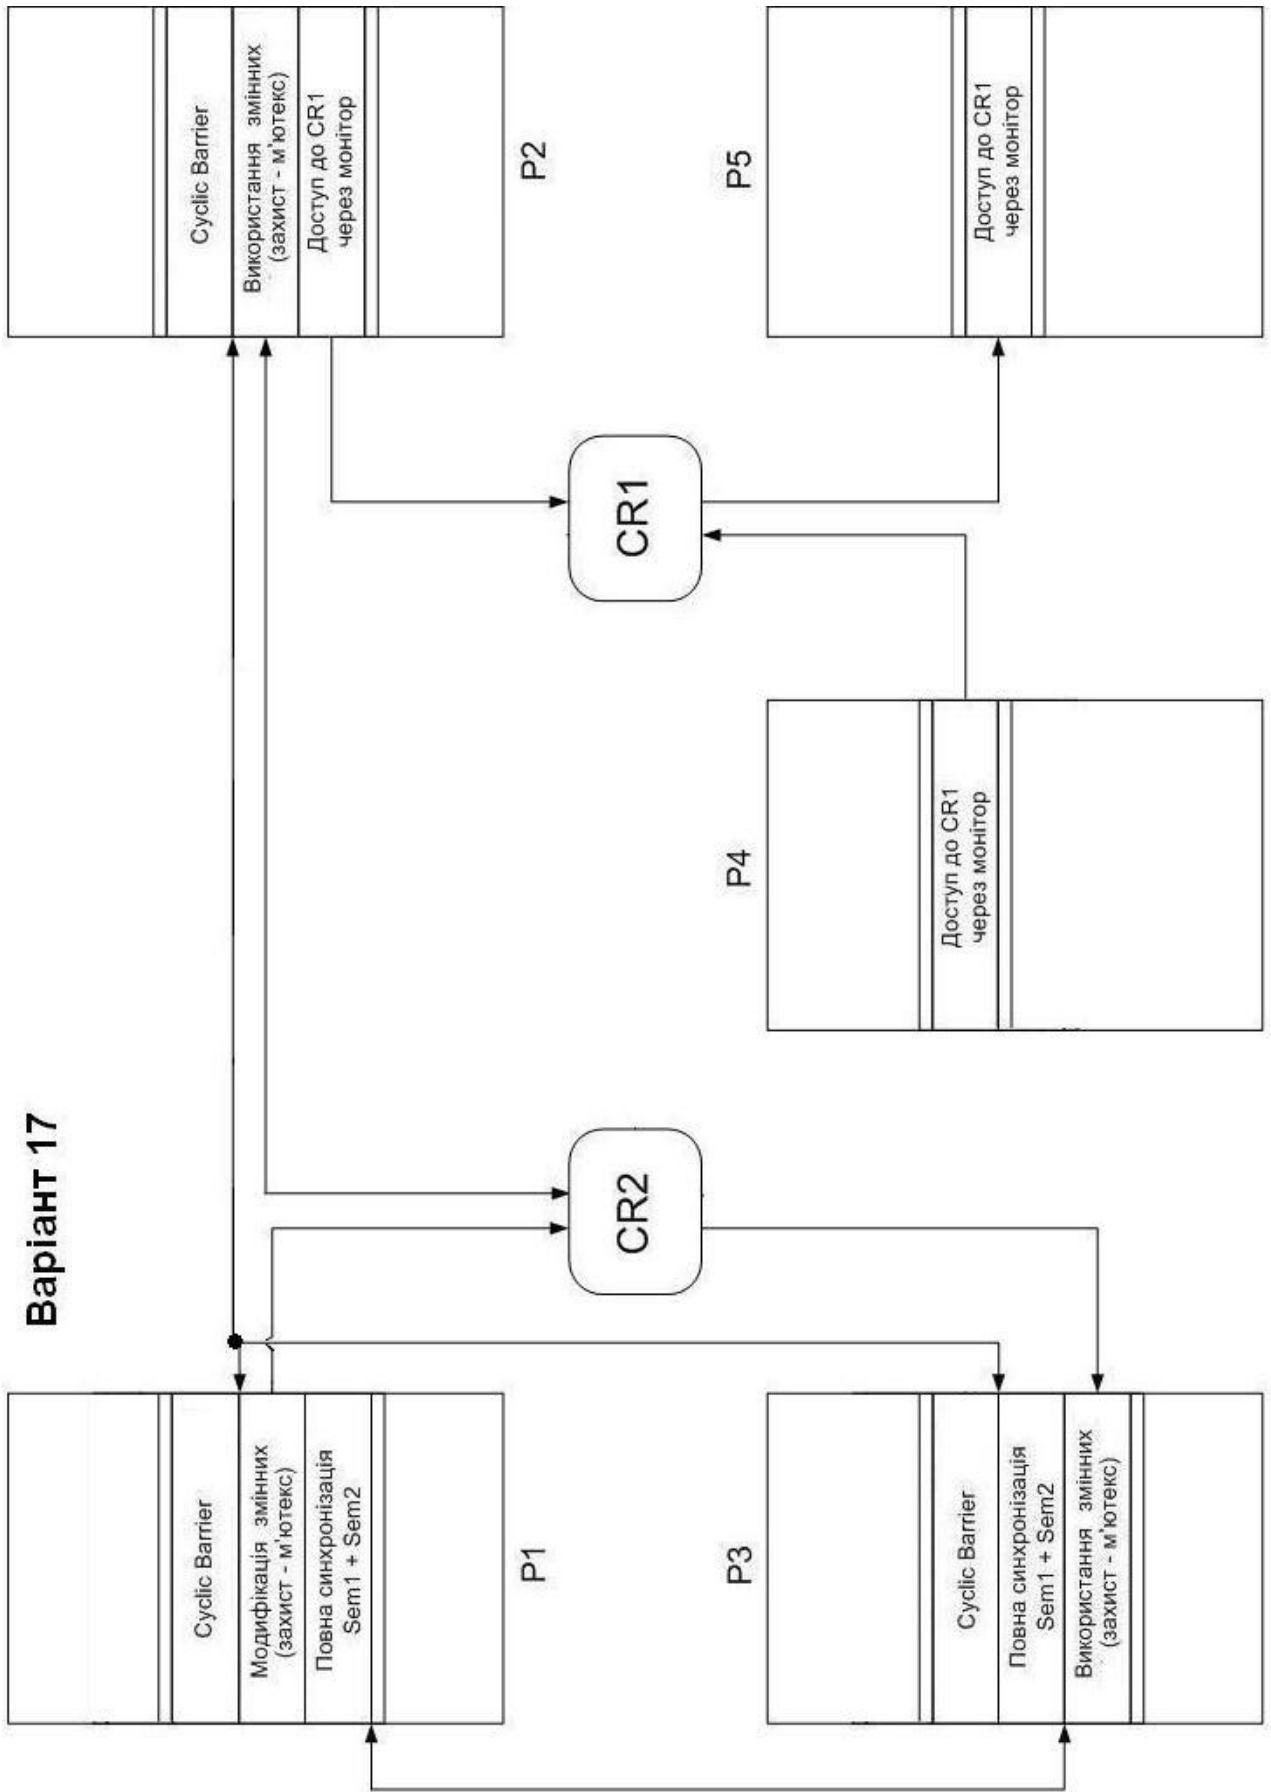 Варіант 17
Cyclic Barrier
Модифікація змінних
(захист - м'ютекс)
Повна синхронізація
Sem1 + Sem2
P1
Cyclic Barrier
Використання змінних
(захист - м'ютекс)
Доступ до CR1
через монітор
P2
CR2
CR1
P3
Cyclic Barrier
Повна синхронізація
Sem1 + Sem2
Використання змінних
(захист - м'ютекс)
P4
Доступ до CR1
через монітор
P5
Доступ до CR1
через монітор